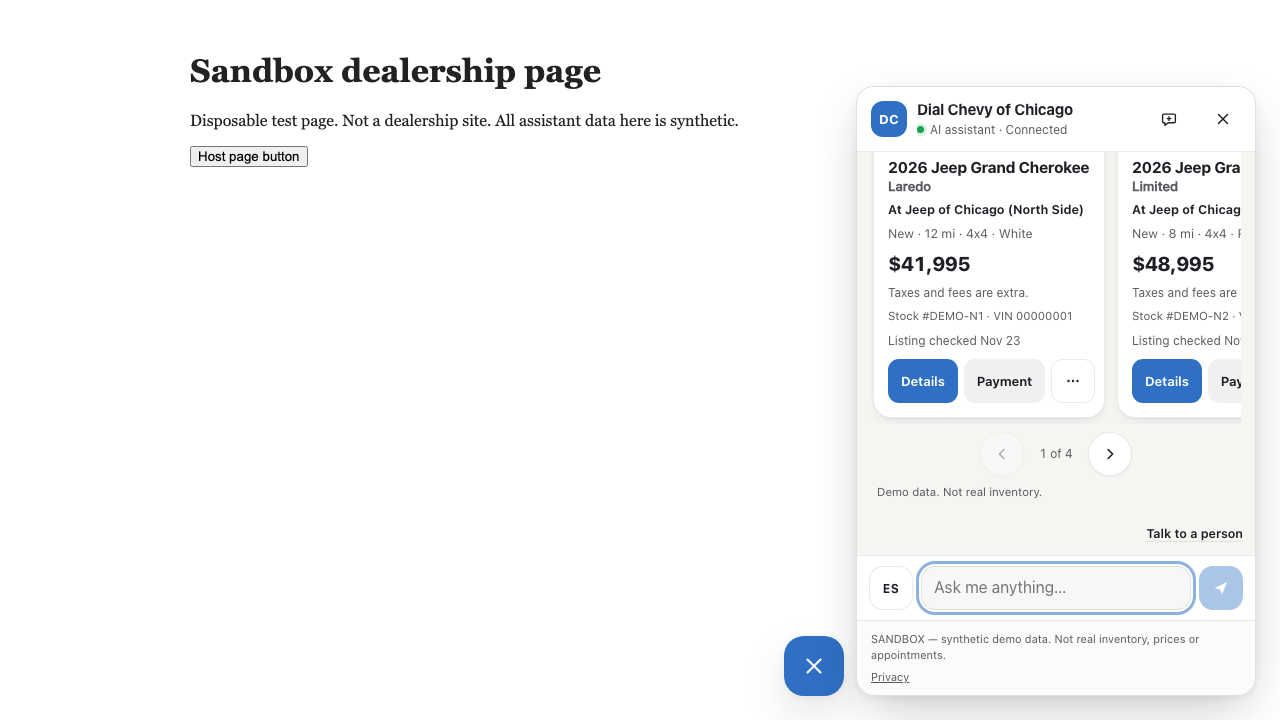 Sandbox dealership page
Disposable test page. Not a dealership site. All assistant data here is synthetic.
Host page button
DC
Dial Chevy of Chicago
AI assistant · Connected
2026 Jeep Grand Cherokee
Laredo
At Jeep of Chicago (North Side)
New · 12 mi · 4x4 · White
$41,995
Taxes and fees are extra.
Stock #DEMO-N1 · VIN 00000001
Listing checked Nov 23
Details
Payment
···
2026 Jeep Gra
Limited
At Jeep of Chicag
New · 8 mi · 4x4 ·
$48,995
Taxes and fees are
Stock #DEMO-N2 ·
Listing checked No
Details
Pay
1 of 4
Demo data. Not real inventory.
Talk to a person
ES
Ask me anything...
SANDBOX — synthetic demo data. Not real inventory, prices or
appointments.
Privacy